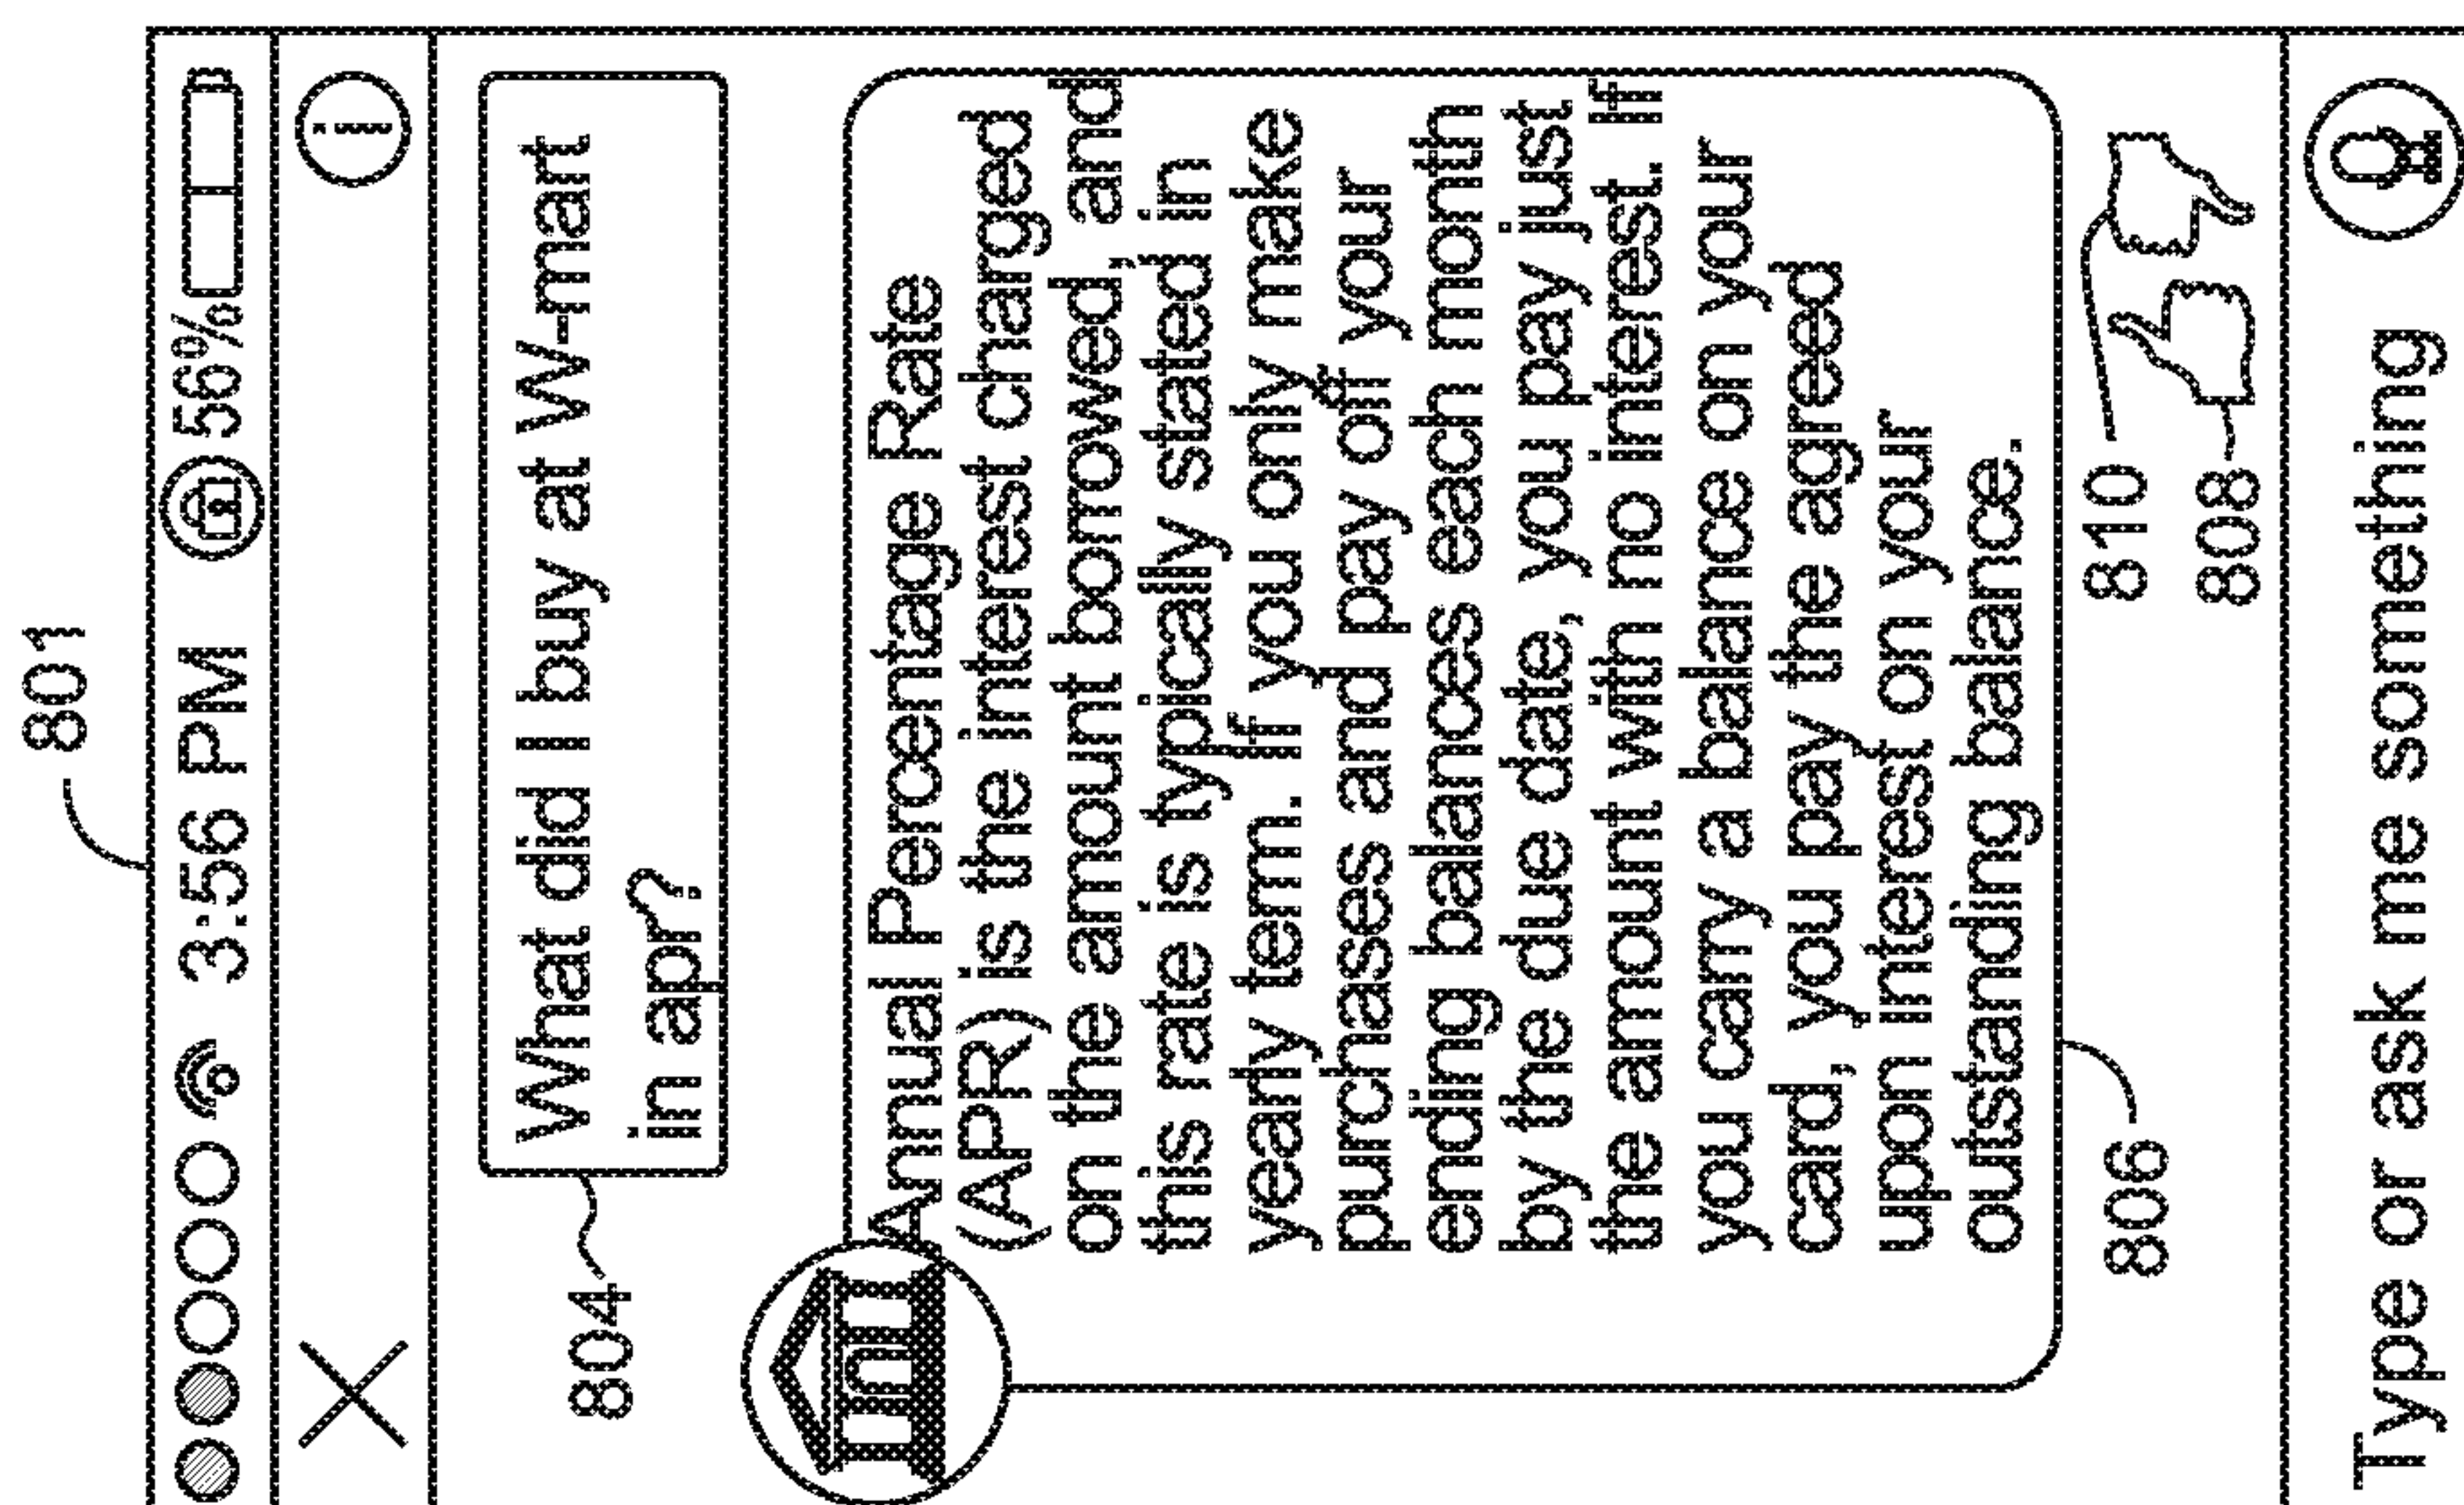 801
3:56 PM 56%
i
What did I buy at W-mart
in apr?
804
Annual Percentage Rate
(APR) is the interest charged
on the amount borrowed, and
this rate is typically stated in
yearly term. If you only make
purchases and pay off your
ending balances each month
by the due date, you pay just
the amount with no interest. If
you carry a balance on your
card, you pay the agreed
upon interest on your
outstanding balance.
806
810
808
Type or ask me something